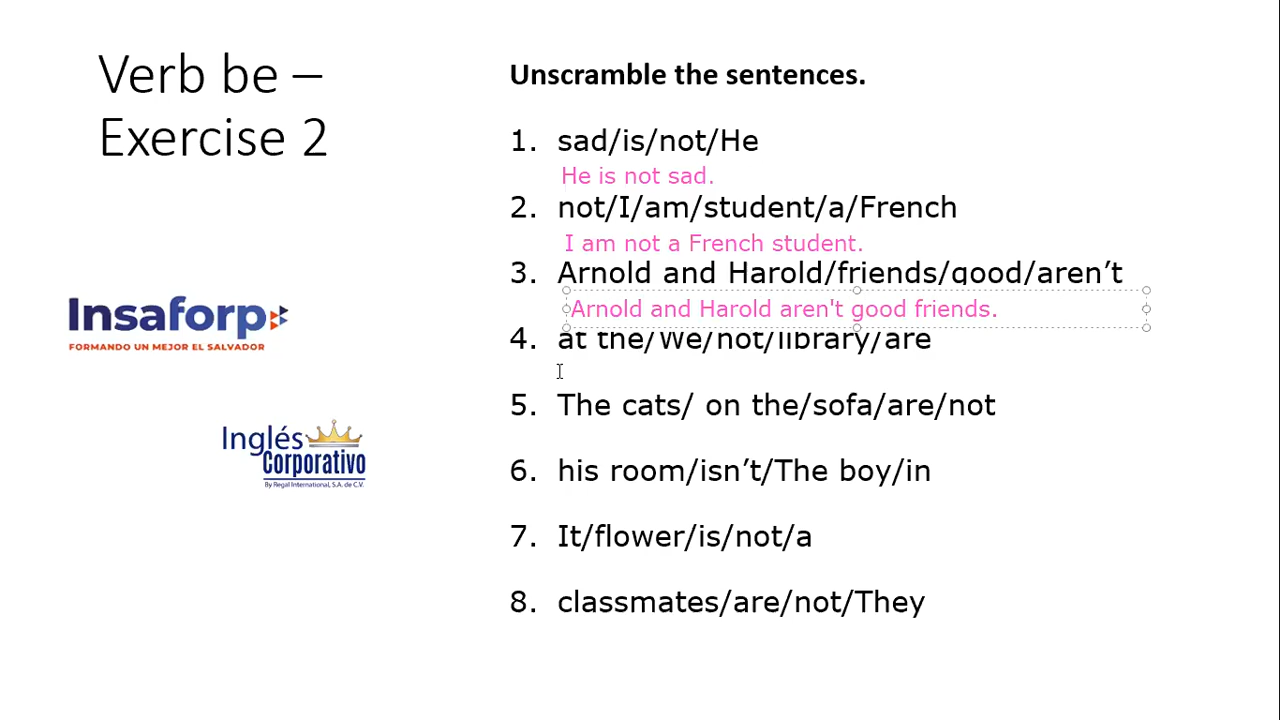 Verb be –
Exercise 2
Unscramble the sentences.
1. sad/is/not/He
He is not sad.
2. not/I/am/student/a/French
I am not a French student.
3. Arnold and Harold/friends/good/aren’t
Arnold and Harold aren't good friends.
4. at the/We/not/library/are
5. The cats/ on the/sofa/are/not
6. his room/isn’t/The boy/in
7. It/flower/is/not/a
8. classmates/are/not/They
Insaforp
FORMANDO UN MEJOR EL SALVADOR
Inglés
Corporativo
By Regal International, S.A. de C.V.